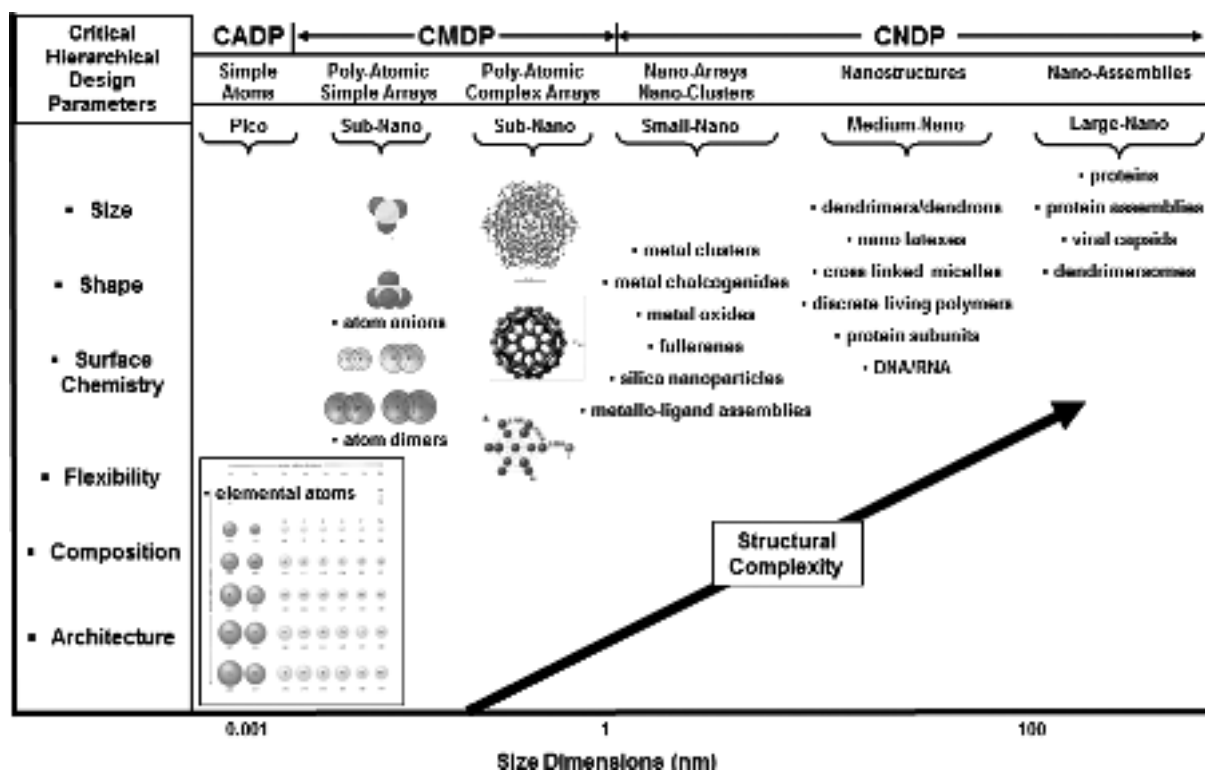 Critical
Hierarchical
Design
Parameters
CADP
CMDP
CNDP
Simple
Atoms
Poly-Atomic
Simple Arrays
Poly-Atomic
Complex Arrays
Nano-Arrays
Nano-Clusters
Nanostructures
Nano-Assemblies
Pico
Sub-Nano
Sub-Nano
Small-Nano
Medium-Nano
Large-Nano
▪ Size
▪ Shape
▪ Surface
Chemistry
▪ Flexibility
▪ Composition
▪ Architecture
• elemental atoms
• atom anions
• atom dimers
• metal clusters
• metal chalcogenides
• metal oxides
• fullerenes
• silica nanoparticles
• metallo-ligand assemblies
• dendrimers/dendrons
• nano latexes
• cross linked micelles
• discrete living polymers
• protein subunits
• DNA/RNA
• proteins
• protein assemblies
• viral capsids
• dendrimersomes
Structural
Complexity
0.001
1
100
Size Dimensions (nm)